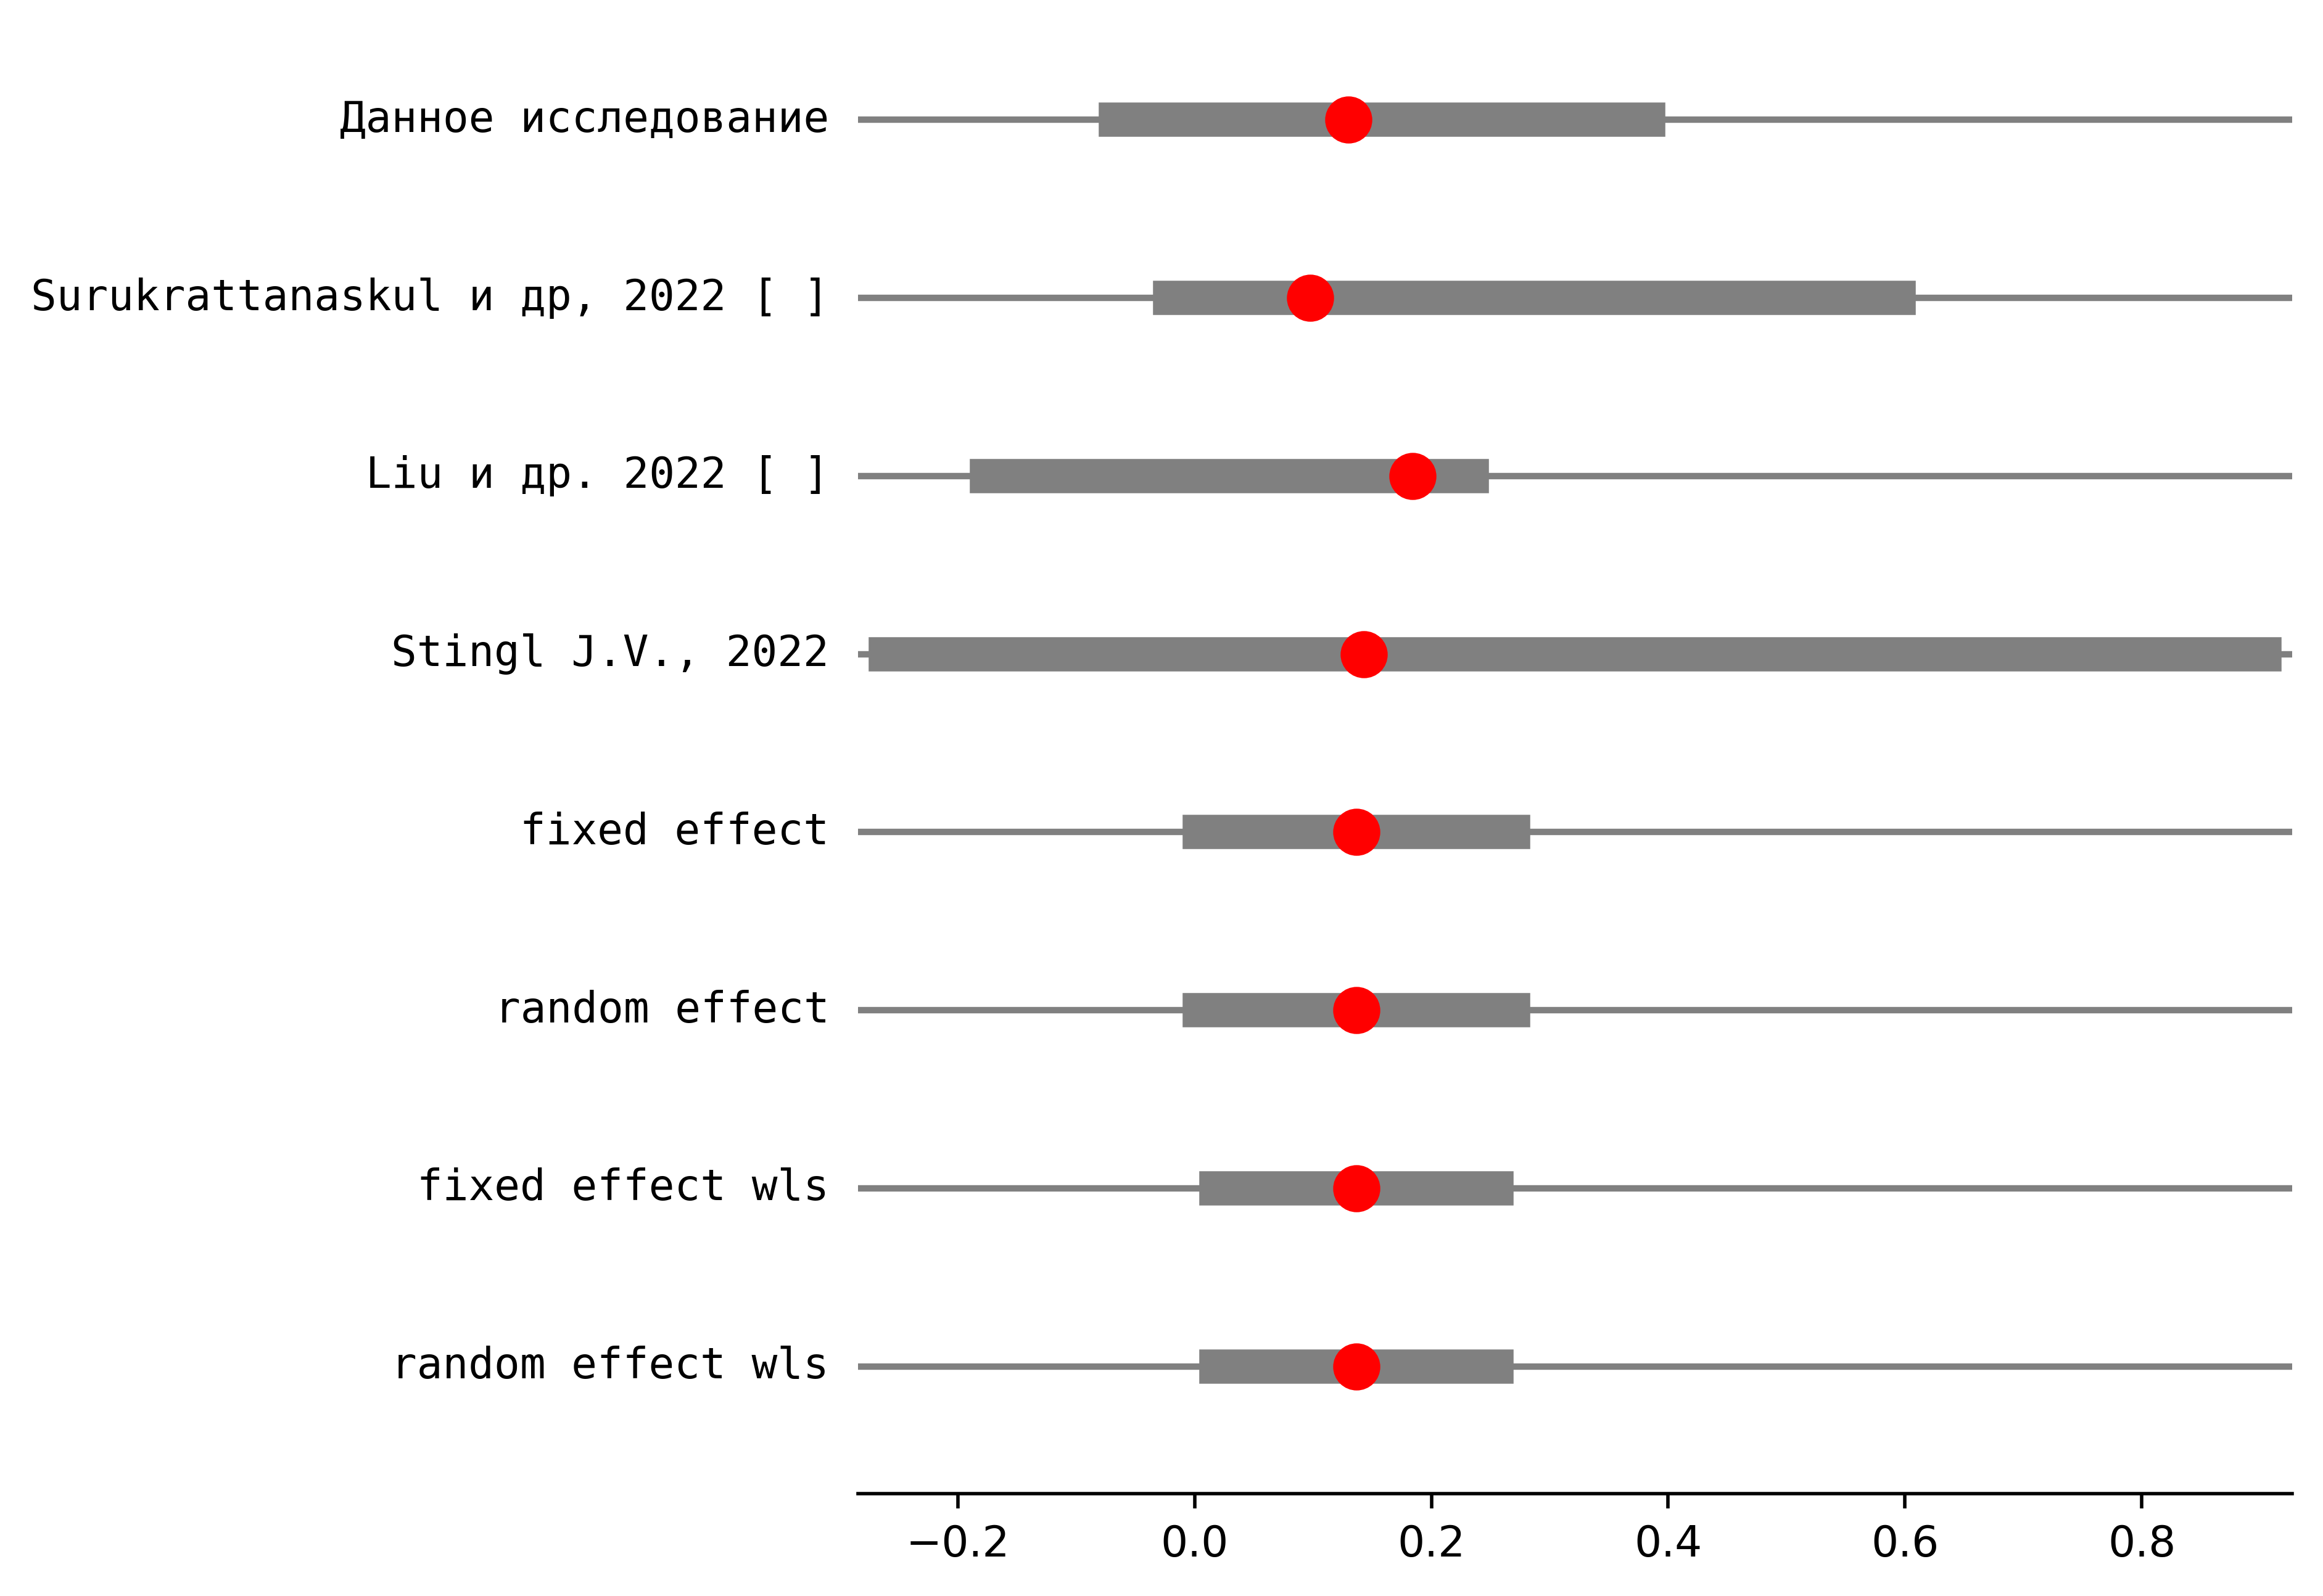 Данное исследование
Surukrattanaskul и др, 2022 [ ]
Liu и др. 2022 [ ]
Stingl J.V., 2022
fixed effect
random effect
fixed effect wls
random effect wls
−0.2 0.0 0.2 0.4 0.6 0.8